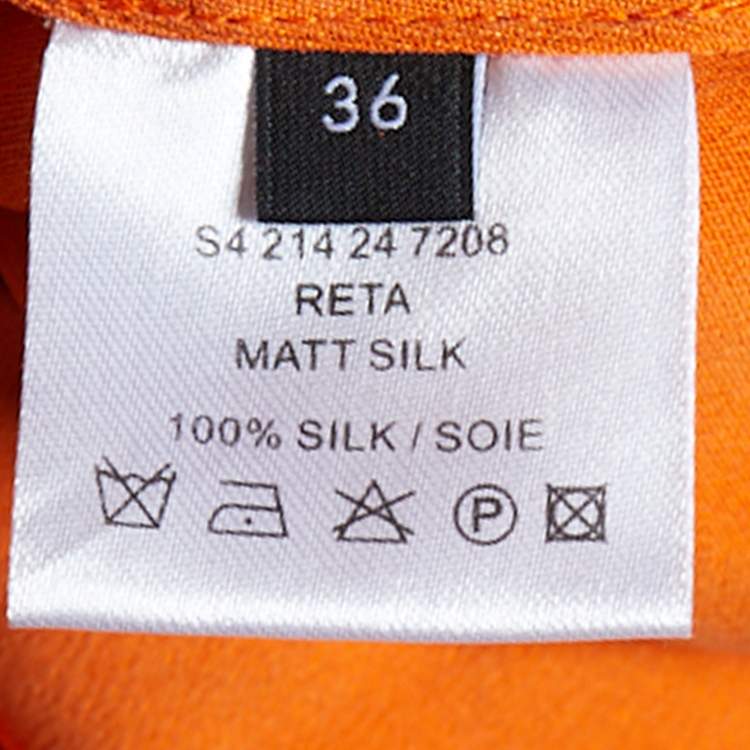 36
S4 214 24 7208
RETA
MATT SILK
100% SILK / SOIE
P